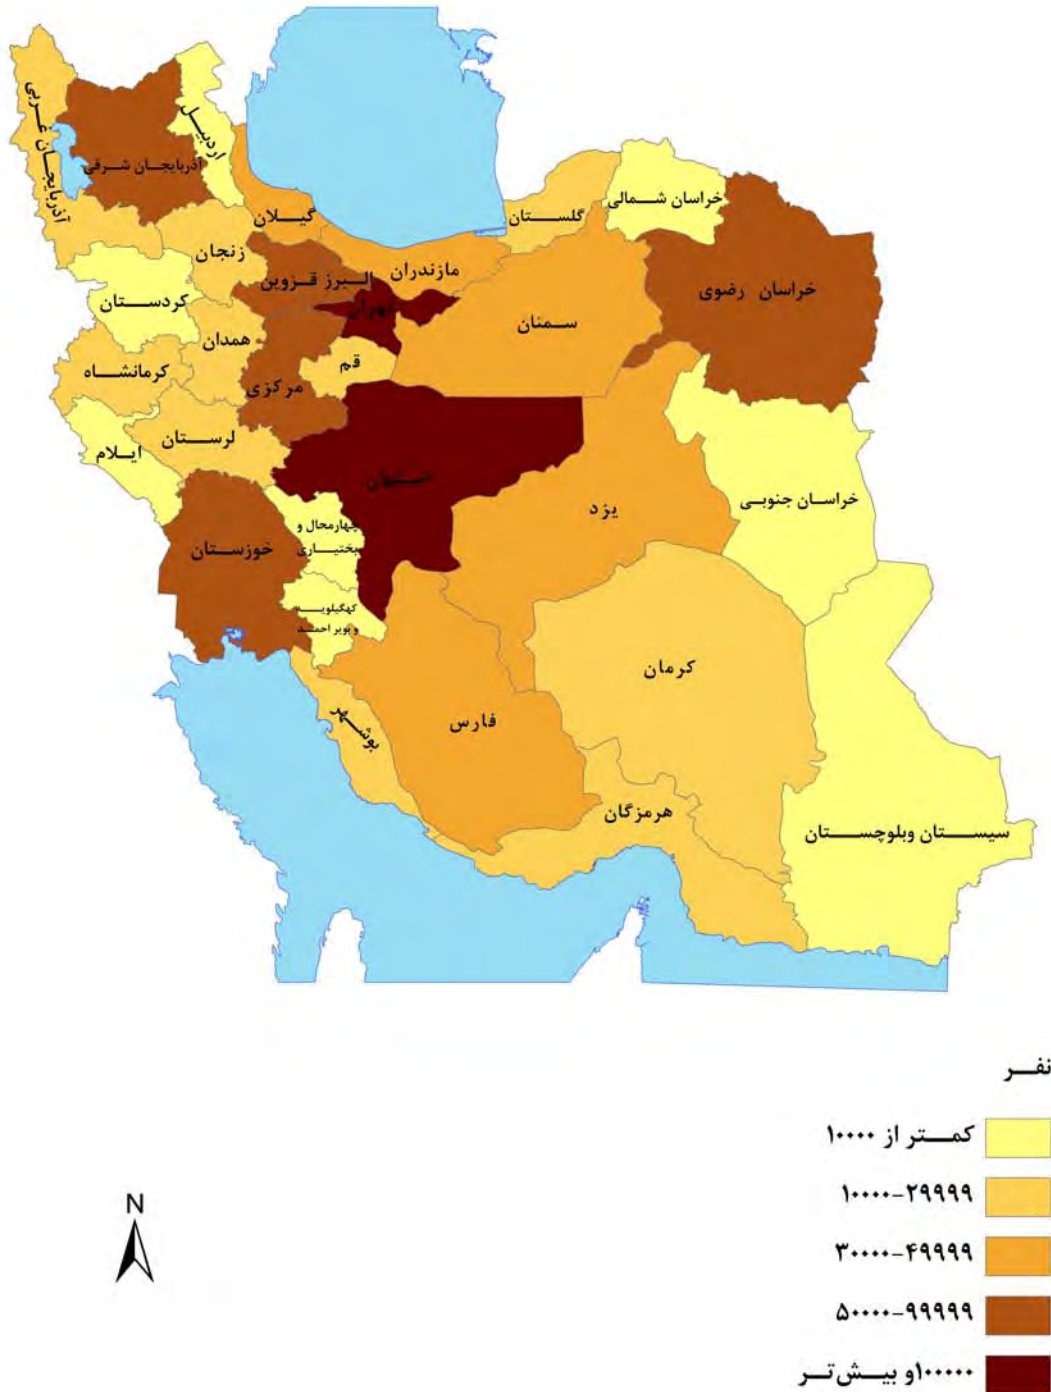 آذربایجان غربی
آذربایجان شرقی
اردبیل
گیلان
زنجان
کردستان
البرز قزوین
تهران
مازندران
گلستان
خراسان شمالی
خراسان رضوی
سمنان
همدان
کرمانشاه
قم
مرکزی
لرستان
ایلام
اصفهان
یزد
خراسان جنوبی
خوزستان
چهارمحال و
بختیاری
کهگیلویه
و بویر احمد
کرمان
فارس
بوشهر
هرمزگان
سیستان وبلوچستان
نفر
کمتر از ۱۰۰۰۰
۱۰۰۰۰-۲۹۹۹۹
۳۰۰۰۰-۴۹۹۹۹
۵۰۰۰۰-۹۹۹۹۹
۱۰۰۰۰۰و بیش‌تر
N